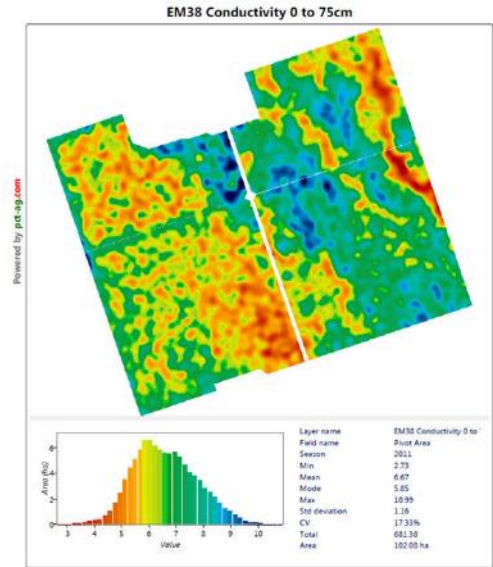 EM38 Conductivity 0 to 75cm
Powered by pct-ag.com
Area (ha)
6
4
2
0
3 4 5 6 7 8 9 10
Value
Layer name EM38 Conductivity 0 to
Field name Pivot Area
Season 2011
Min 2.73
Mean 6.67
Mode 5.85
Max 10.99
Std deviation 1.16
CV 17.33%
Total 681.38
Area 102.08 ha